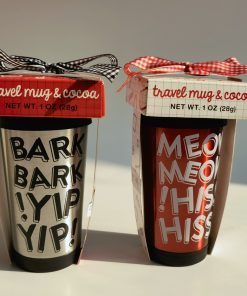 travel mug & cocoa
NET WT. 1 OZ (28g)
BARK
BARK
!YIP
YIP!
travel mug & cocoa
NET WT. 1 OZ (28g)
MEO
MEO
!HIS
HIS